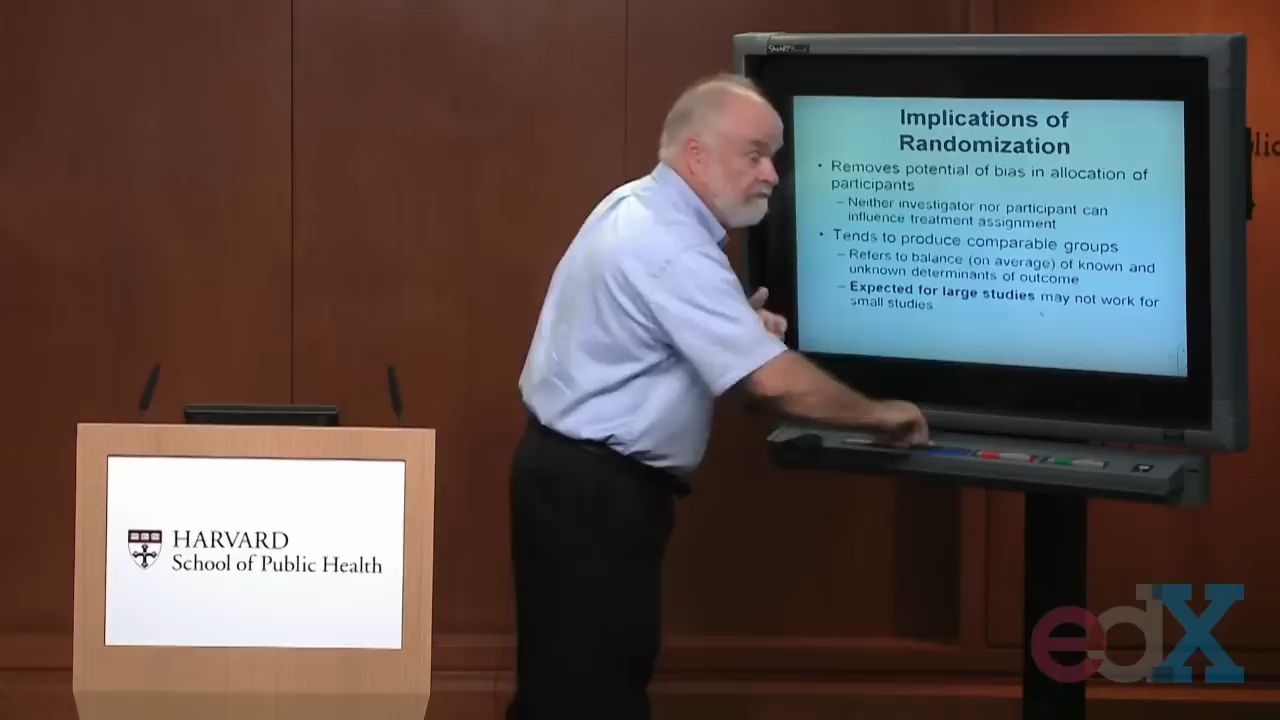 SMART
Implications of
Randomization
• Removes potential of bias in allocation of
participants
– Neither investigator nor participant can
influence treatment assignment
• Tends to produce comparable groups
– Refers to balance (on average) of known and
unknown determinants of outcome
– Expected for large studies may not work for
small studies
HARVARD
School of Public Health
edX